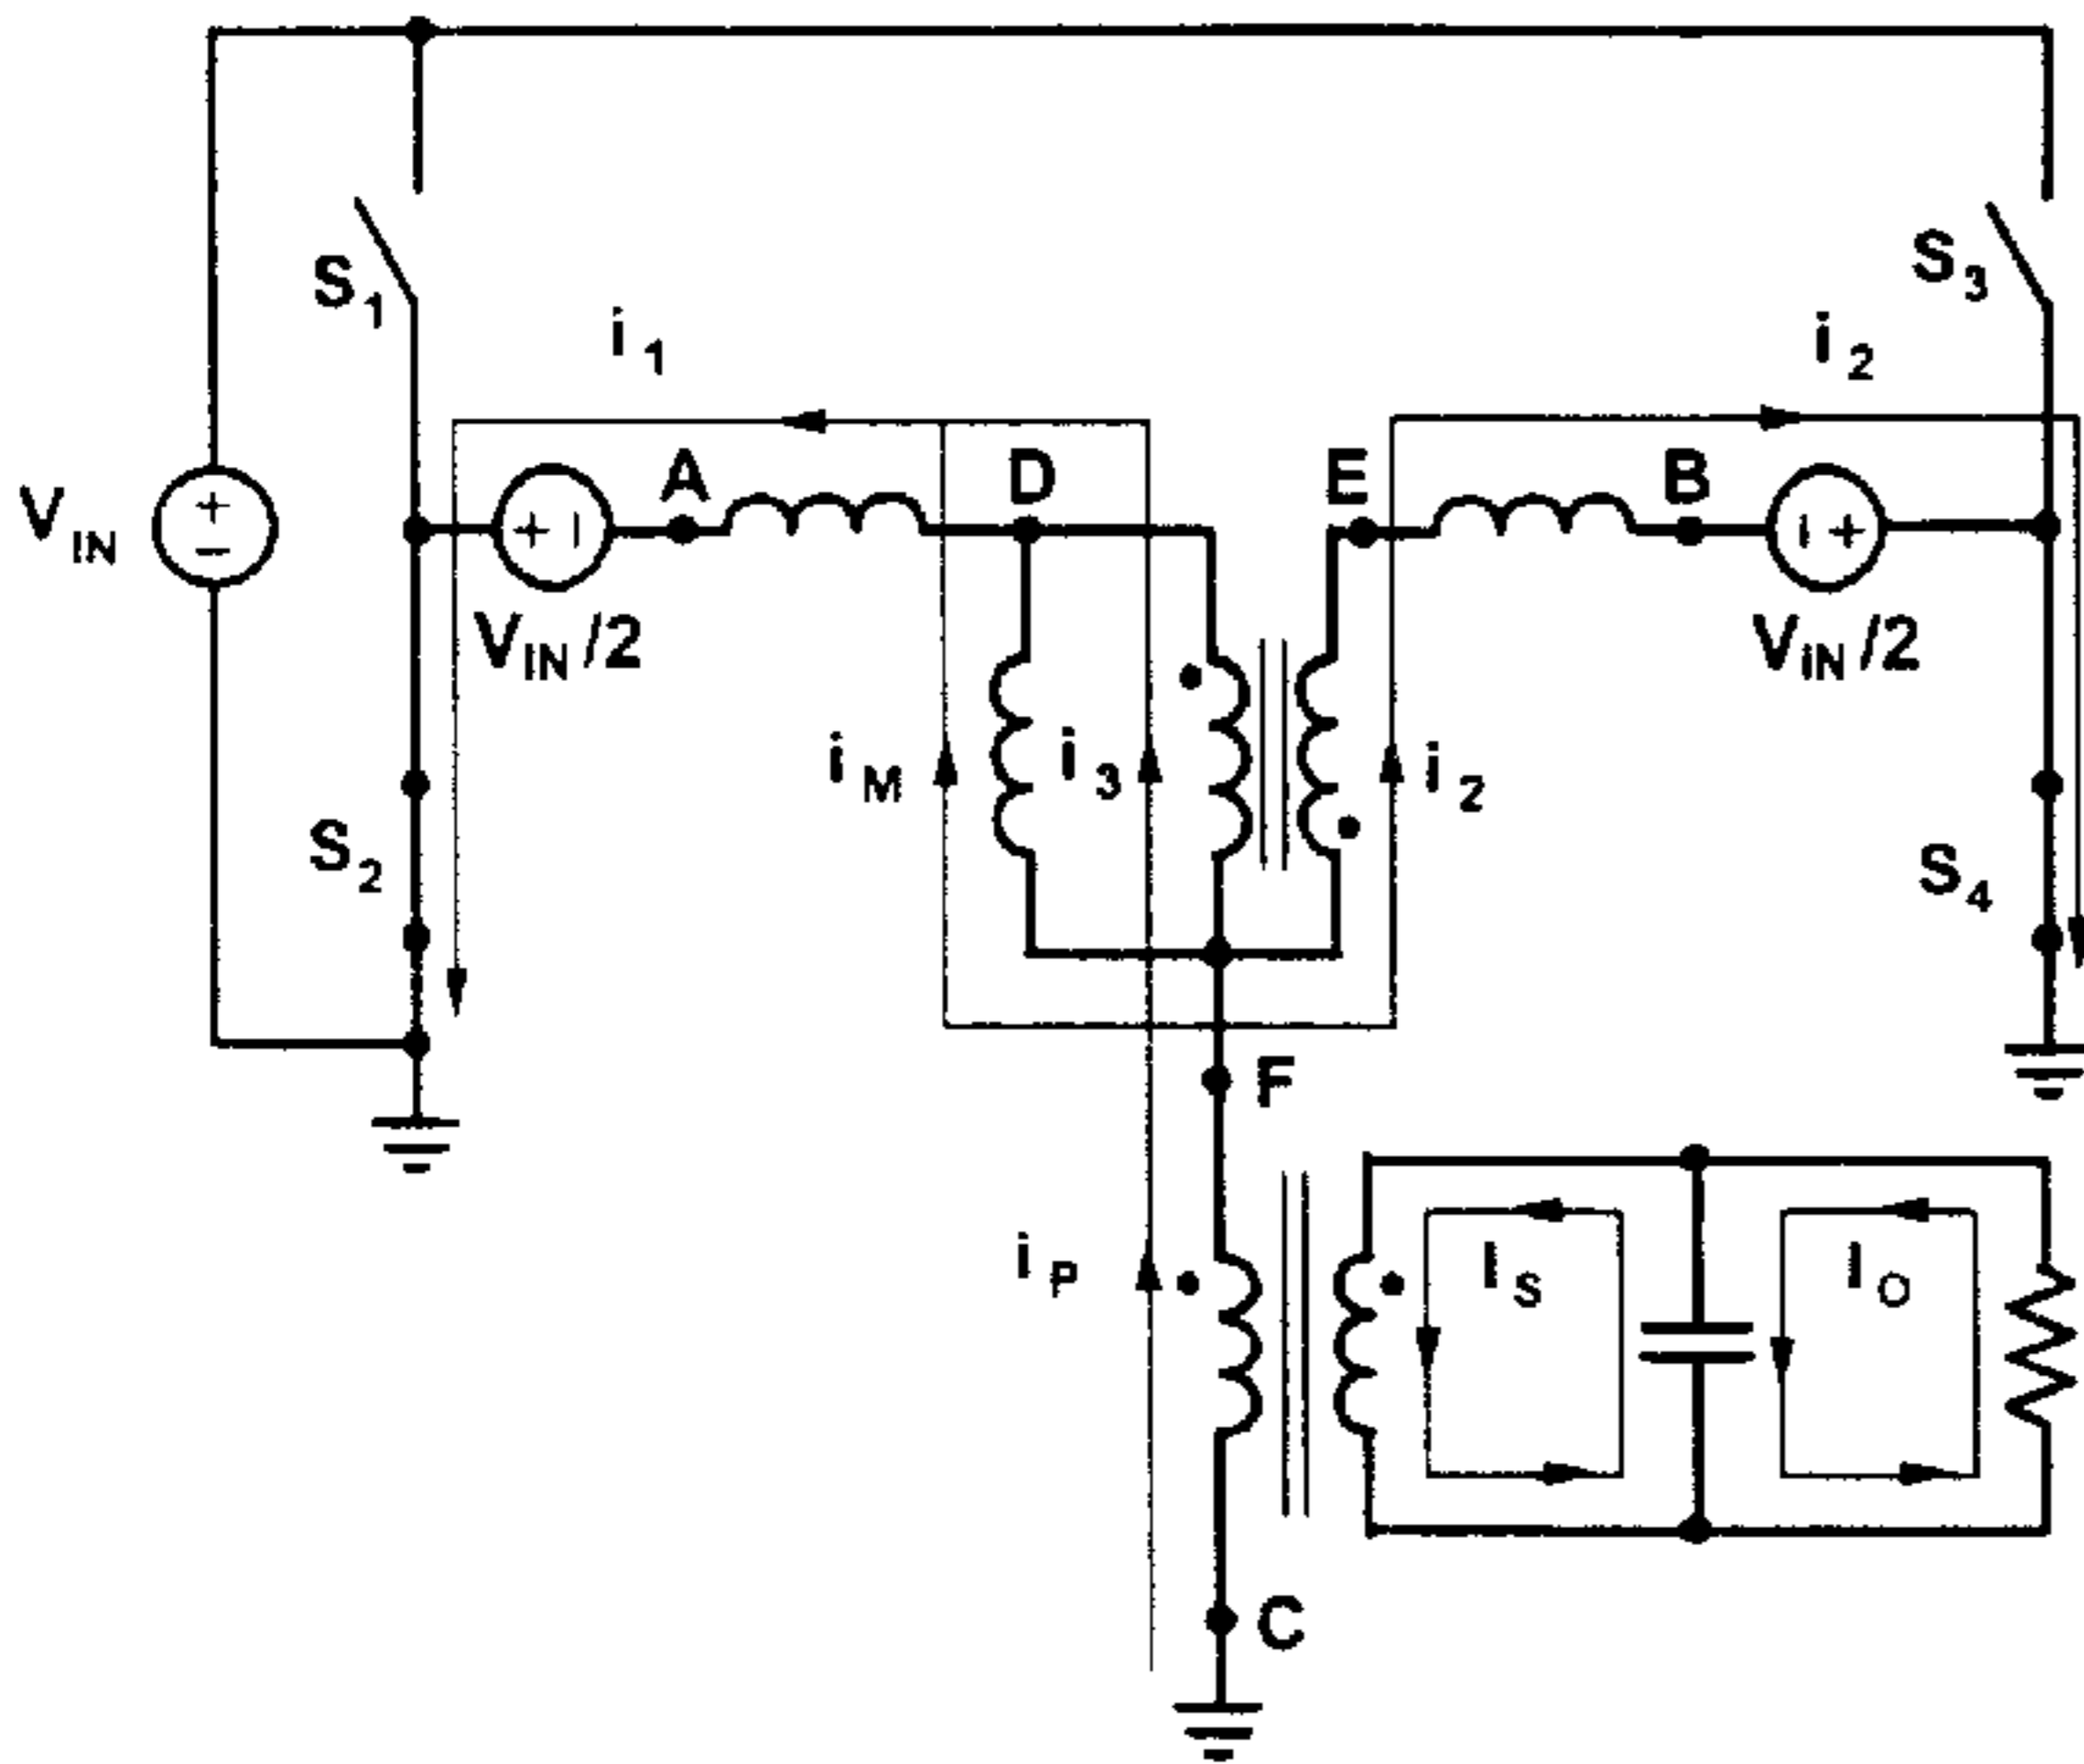 S1
S3
i1
i2
A
D
E
B
VIN
+
−
+ −
− +
VIN/2
VIN/2
iM
i3
i2
S2
S4
F
iP
IS
IO
C